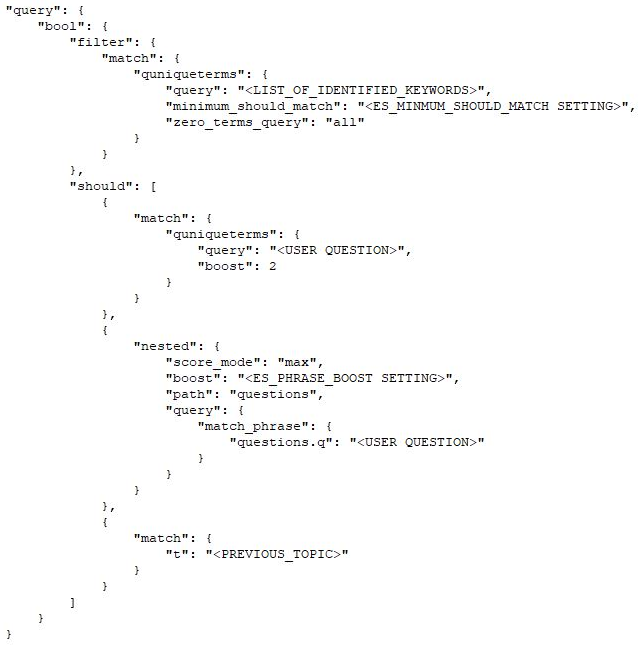 "query": {
    "bool": {
        "filter": {
            "match": {
                "quniqueterms": {
                    "query": "<LIST_OF_IDENTIFIED_KEYWORDS>",
                    "minimum_should_match": "<ES_MINMUM_SHOULD_MATCH SETTING>",
                    "zero_terms_query": "all"
                }
            }
        },
        "should": [
            {
                "match": {
                    "quniqueterms": {
                        "query": "<USER QUESTION>",
                        "boost": 2
                    }
                }
            },
            {
                "nested": {
                    "score_mode": "max",
                    "boost": "<ES_PHRASE_BOOST SETTING>",
                    "path": "questions",
                    "query": {
                        "match_phrase": {
                            "questions.q": "<USER QUESTION>"
                        }
                    }
                }
            },
            {
                "match": {
                    "t": "<PREVIOUS_TOPIC>"
                }
            }
        ]
    }
}